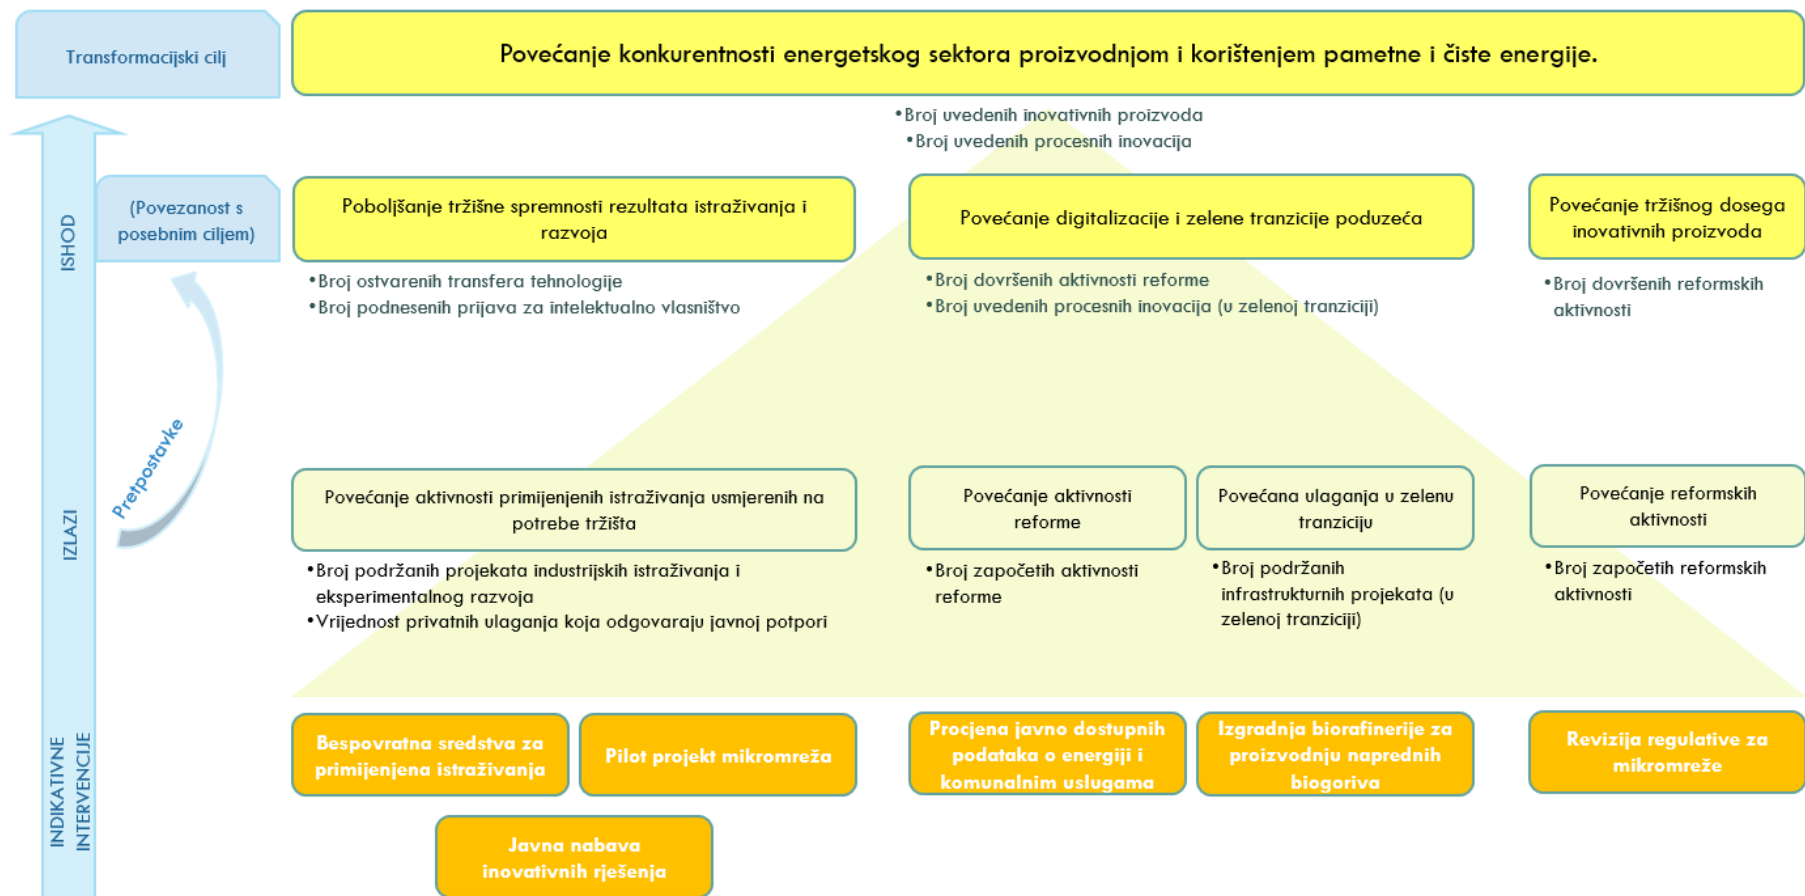 Transformacijski cilj
Povećanje konkurentnosti energetskog sektora proizvodnjom i korištenjem pametne i čiste energije.
•Broj uvedenih inovativnih proizvoda
•Broj uvedenih procesnih inovacija
ISHOD
(Povezanost s
posebnim ciljem)
Poboljšanje tržišne spremnosti rezultata istraživanja i
razvoja
•Broj ostvarenih transfera tehnologije
•Broj podnesenih prijava za intelektualno vlasništvo
Povećanje digitalizacije i zelene tranzicije poduzeća
•Broj dovršenih aktivnosti reforme
•Broj uvedenih procesnih inovacija (u zelenoj tranziciji)
Povećanje tržišnog dosega
inovativnih proizvoda
•Broj dovršenih reformskih
aktivnosti
Pretpostavke
IZLAZI
Povećanje aktivnosti primijenjenih istraživanja usmjerenih na
potrebe tržišta
•Broj podržanih projekata industrijskih istraživanja i
eksperimentalnog razvoja
•Vrijednost privatnih ulaganja koja odgovaraju javnoj potpori
Povećanje aktivnosti
reforme
•Broj započetih aktivnosti
reforme
Povećana ulaganja u zelenu
tranziciju
•Broj podržanih
infrastrukturnih projekata (u
zelenoj tranziciji)
Povećanje reformskih
aktivnosti
•Broj započetih reformskih
aktivnosti
INDIKATIVNE
INTERVENCIJE
Bespovratna sredstva za
primijenjena istraživanja
Pilot projekt mikromreža
Javna nabava
inovativnih rješenja
Procjena javno dostupnih
podataka o energiji i
komunalnim uslugama
Izgradnja biorafinerije za
proizvodnju naprednih
biogoriva
Revizija regulative za
mikromreže